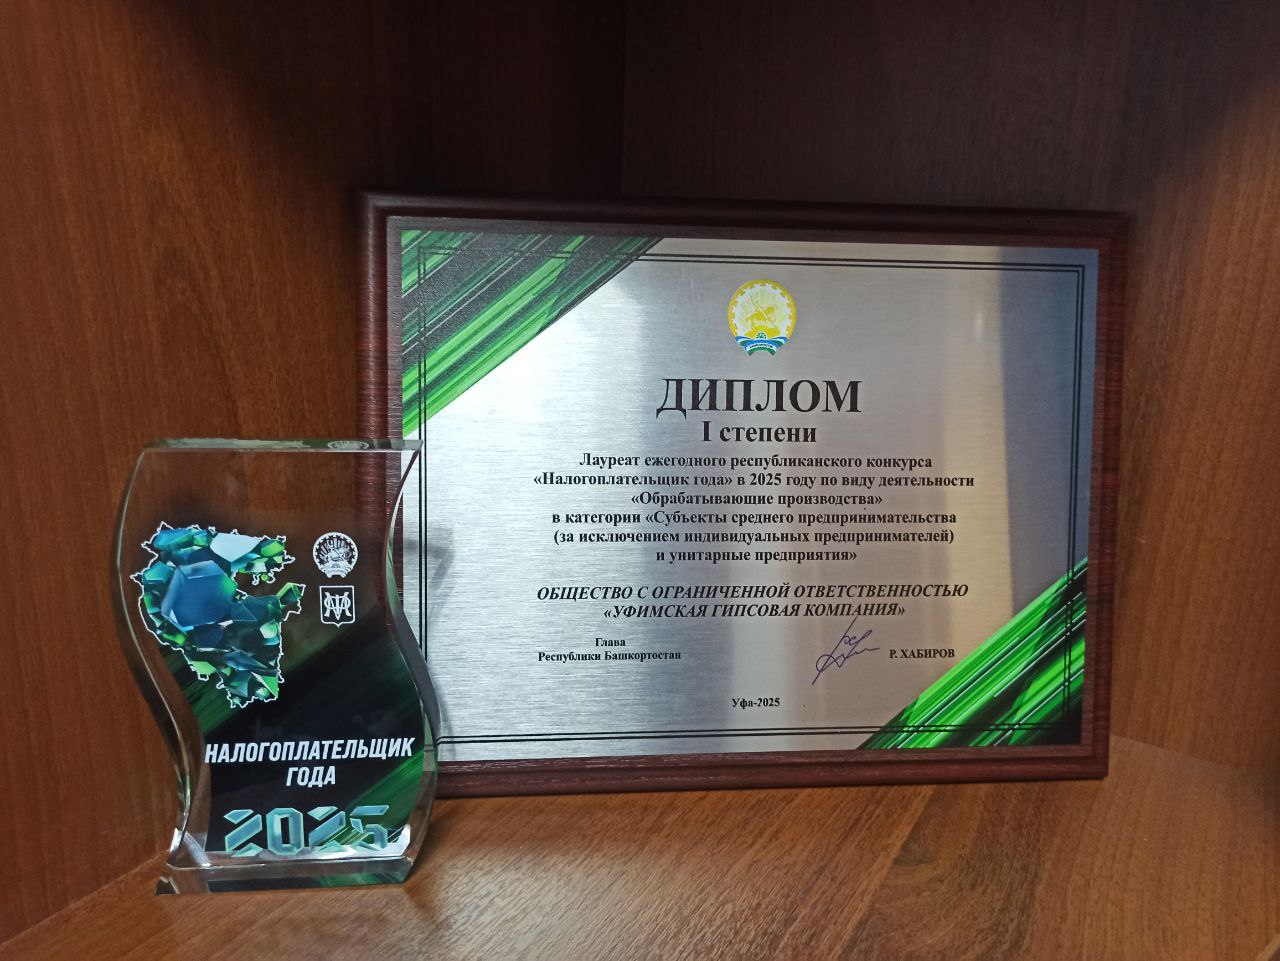 ДИПЛОМ
I степени
Лауреат ежегодного республиканского конкурса
«Налогоплательщик года» в 2025 году по виду деятельности
«Обрабатывающие производства»
в категории «Субъекты среднего предпринимательства
(за исключением индивидуальных предпринимателей)
и унитарные предприятия»
ОБЩЕСТВО С ОГРАНИЧЕННОЙ ОТВЕТСТВЕННОСТЬЮ
«УФИМСКАЯ ГИПСОВАЯ КОМПАНИЯ»
Глава
Республики Башкортостан
Р. ХАБИРОВ
Уфа-2025
НАЛОГОПЛАТЕЛЬЩИК
ГОДА
2025